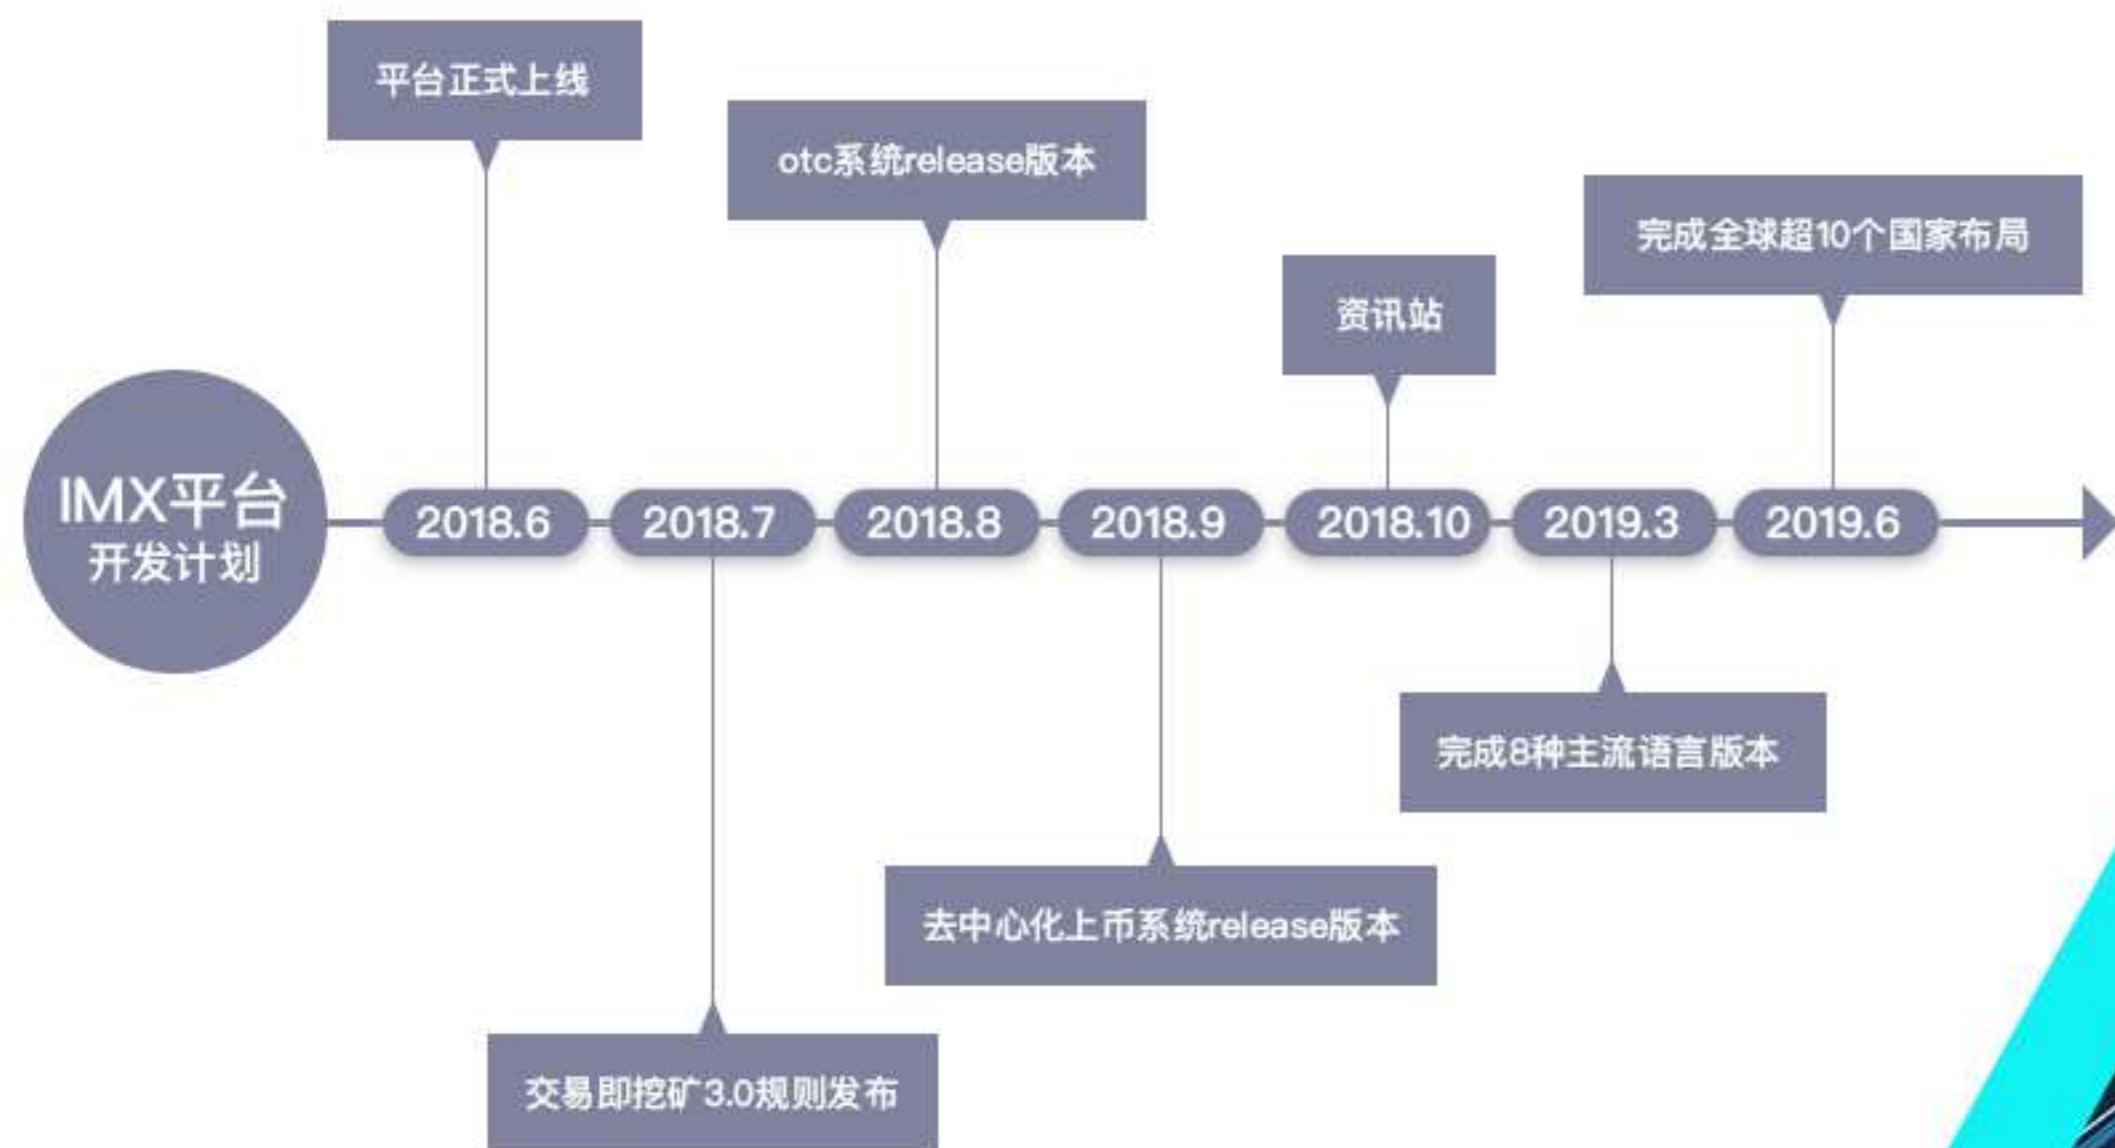 平台正式上线
otc系统release版本
完成全球超10个国家布局
资讯站
IMX平台
开发计划
2018.6
2018.7
2018.8
2018.9
2018.10
2019.3
2019.6
完成8种主流语言版本
去中心化上币系统release版本
交易即挖矿3.0规则发布